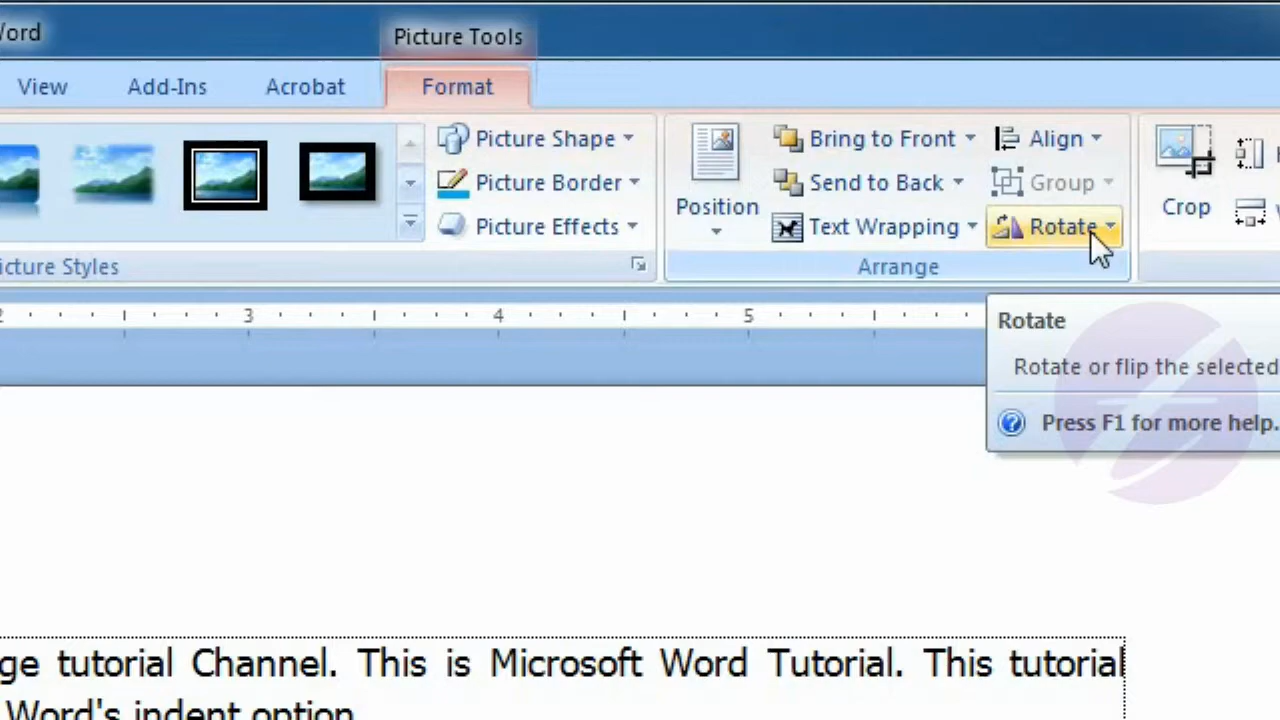 Word
Picture Tools
View Add-Ins Acrobat Format
Picture Shape
Picture Border
Picture Effects
Position
Bring to Front
Send to Back
Text Wrapping
Align
Group
Rotate
Crop
icture Styles
Arrange
2 3 4 5
Rotate
Rotate or flip the selected
Press F1 for more help.
ge tutorial Channel. This is Microsoft Word Tutorial. This tutorial
Word's indent option.